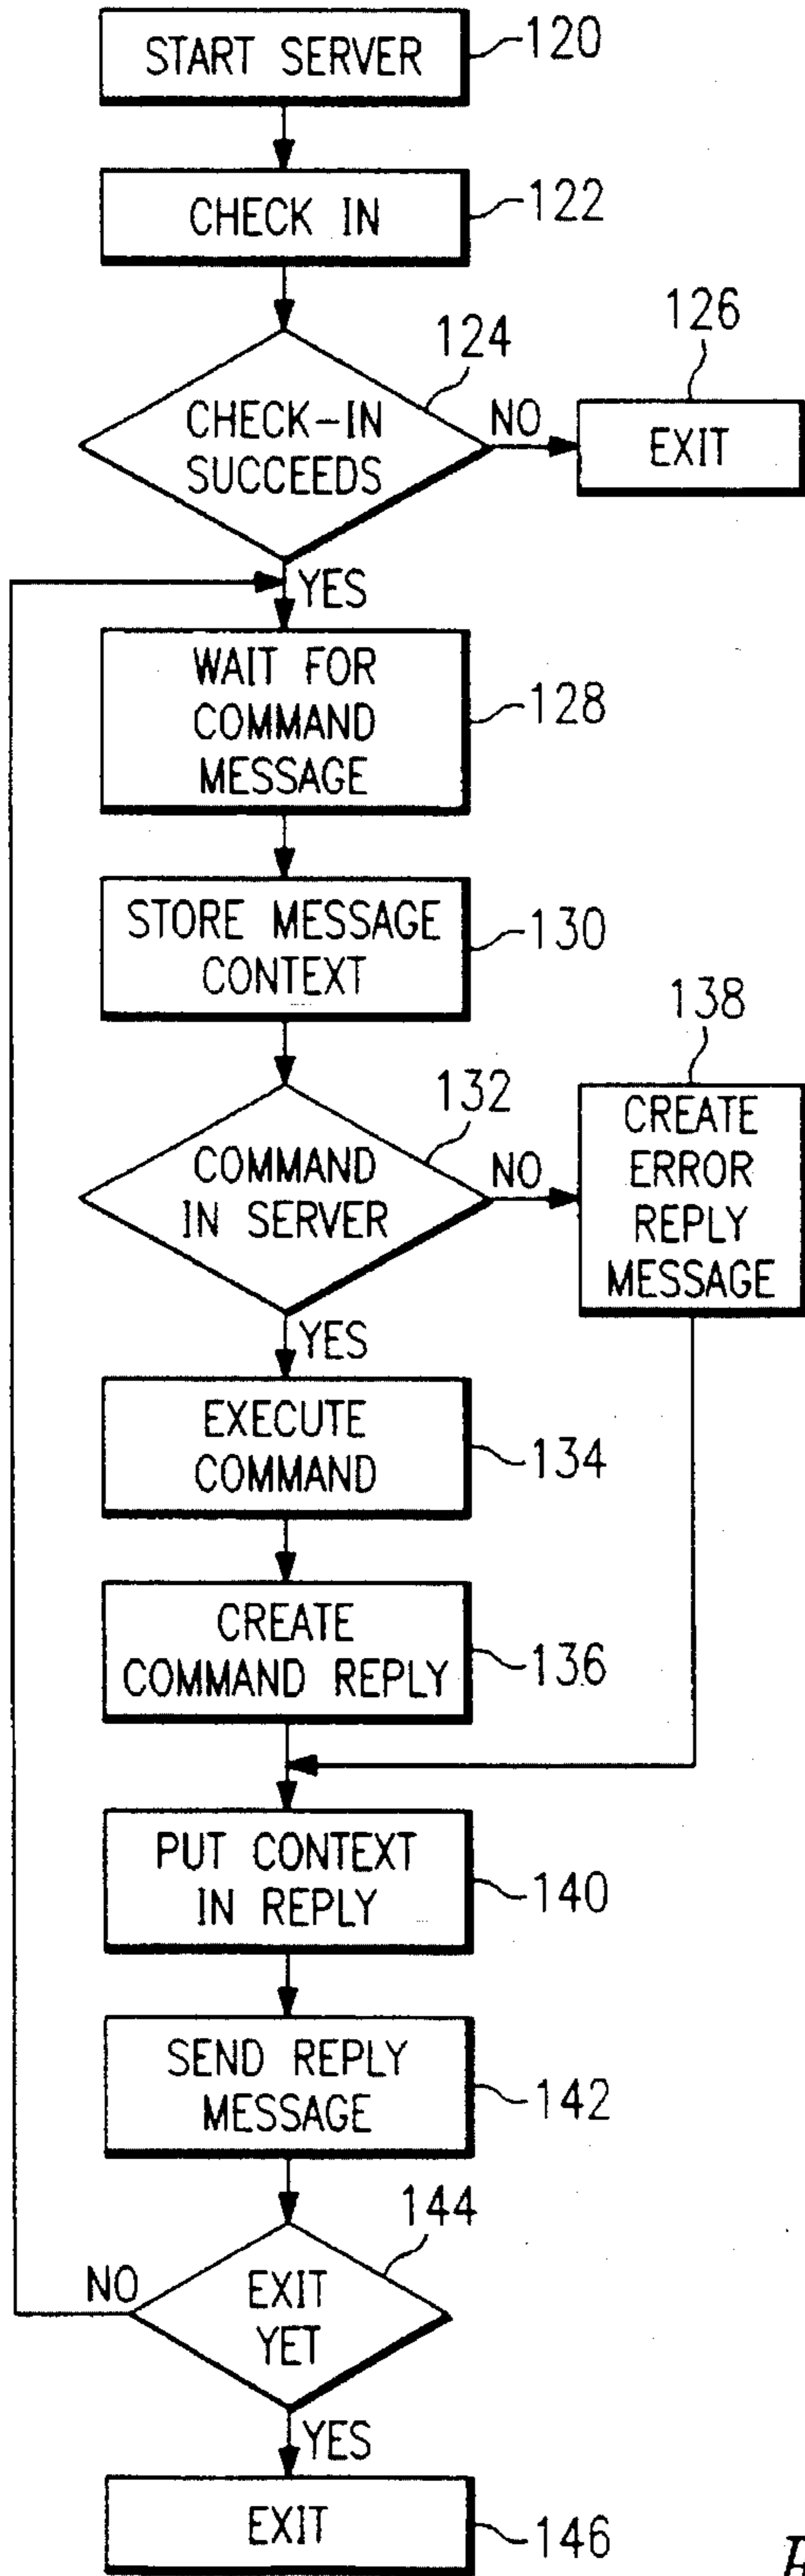 START SERVER
120
CHECK IN
122
124
126
CHECK-IN
SUCCEEDS
NO
EXIT
YES
WAIT FOR
COMMAND
MESSAGE
128
STORE MESSAGE
CONTEXT
130
138
132
COMMAND
IN SERVER
NO
CREATE
ERROR
REPLY
MESSAGE
YES
EXECUTE
COMMAND
134
CREATE
COMMAND REPLY
136
PUT CONTEXT
IN REPLY
140
SEND REPLY
MESSAGE
142
144
NO
EXIT
YET
YES
EXIT
146